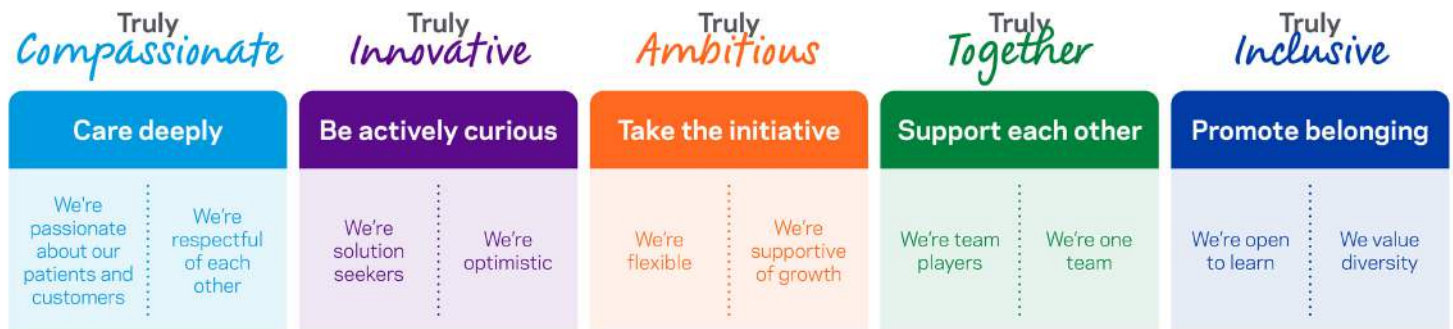 Truly
Compassionate
Care deeply
We're
passionate
about our
patients and
customers
We're
respectful
of each
other
Truly
Innovative
Be actively curious
We're
solution
seekers
We're
optimistic
Truly
Ambitious
Take the initiative
We're
flexible
We're
supportive
of growth
Truly
Together
Support each other
We're team
players
We're one
team
Truly
Inclusive
Promote belonging
We're open
to learn
We value
diversity